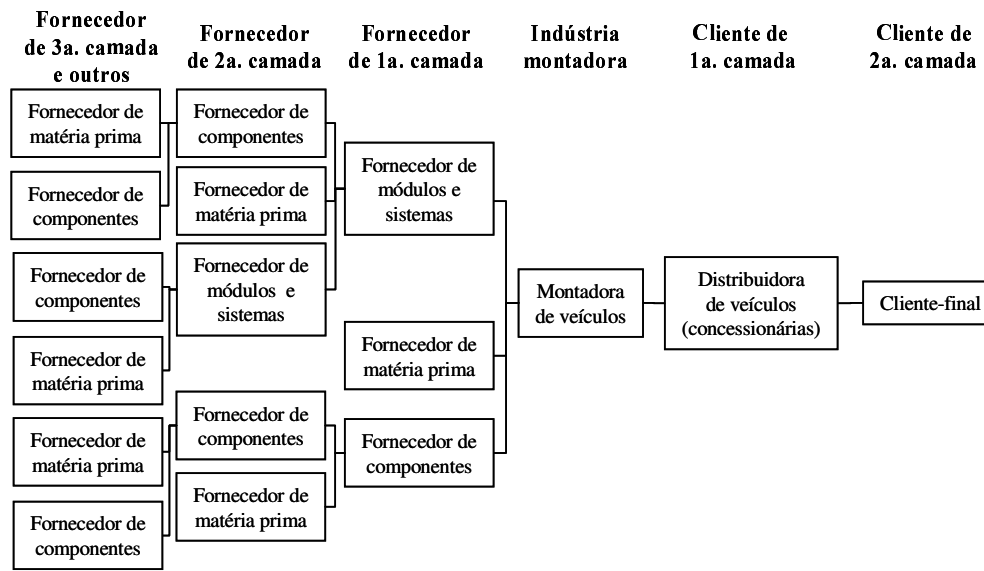 Fornecedor
de 3a. camada
e outros
Fornecedor
de 2a. camada
Fornecedor
de 1a. camada
Indústria
montadora
Cliente de
1a. camada
Cliente de
2a. camada
Fornecedor de
matéria prima
Fornecedor de
componentes
Fornecedor de
componentes
Fornecedor de
matéria prima
Fornecedor de
matéria prima
Fornecedor de
componentes
Fornecedor de
componentes
Fornecedor de
matéria prima
Fornecedor de
módulos e
sistemas
Fornecedor de
componentes
Fornecedor de
matéria prima
Fornecedor de
módulos e
sistemas
Fornecedor de
matéria prima
Fornecedor de
componentes
Montadora
de veículos
Distribuidora
de veículos
(concessionárias)
Cliente-final